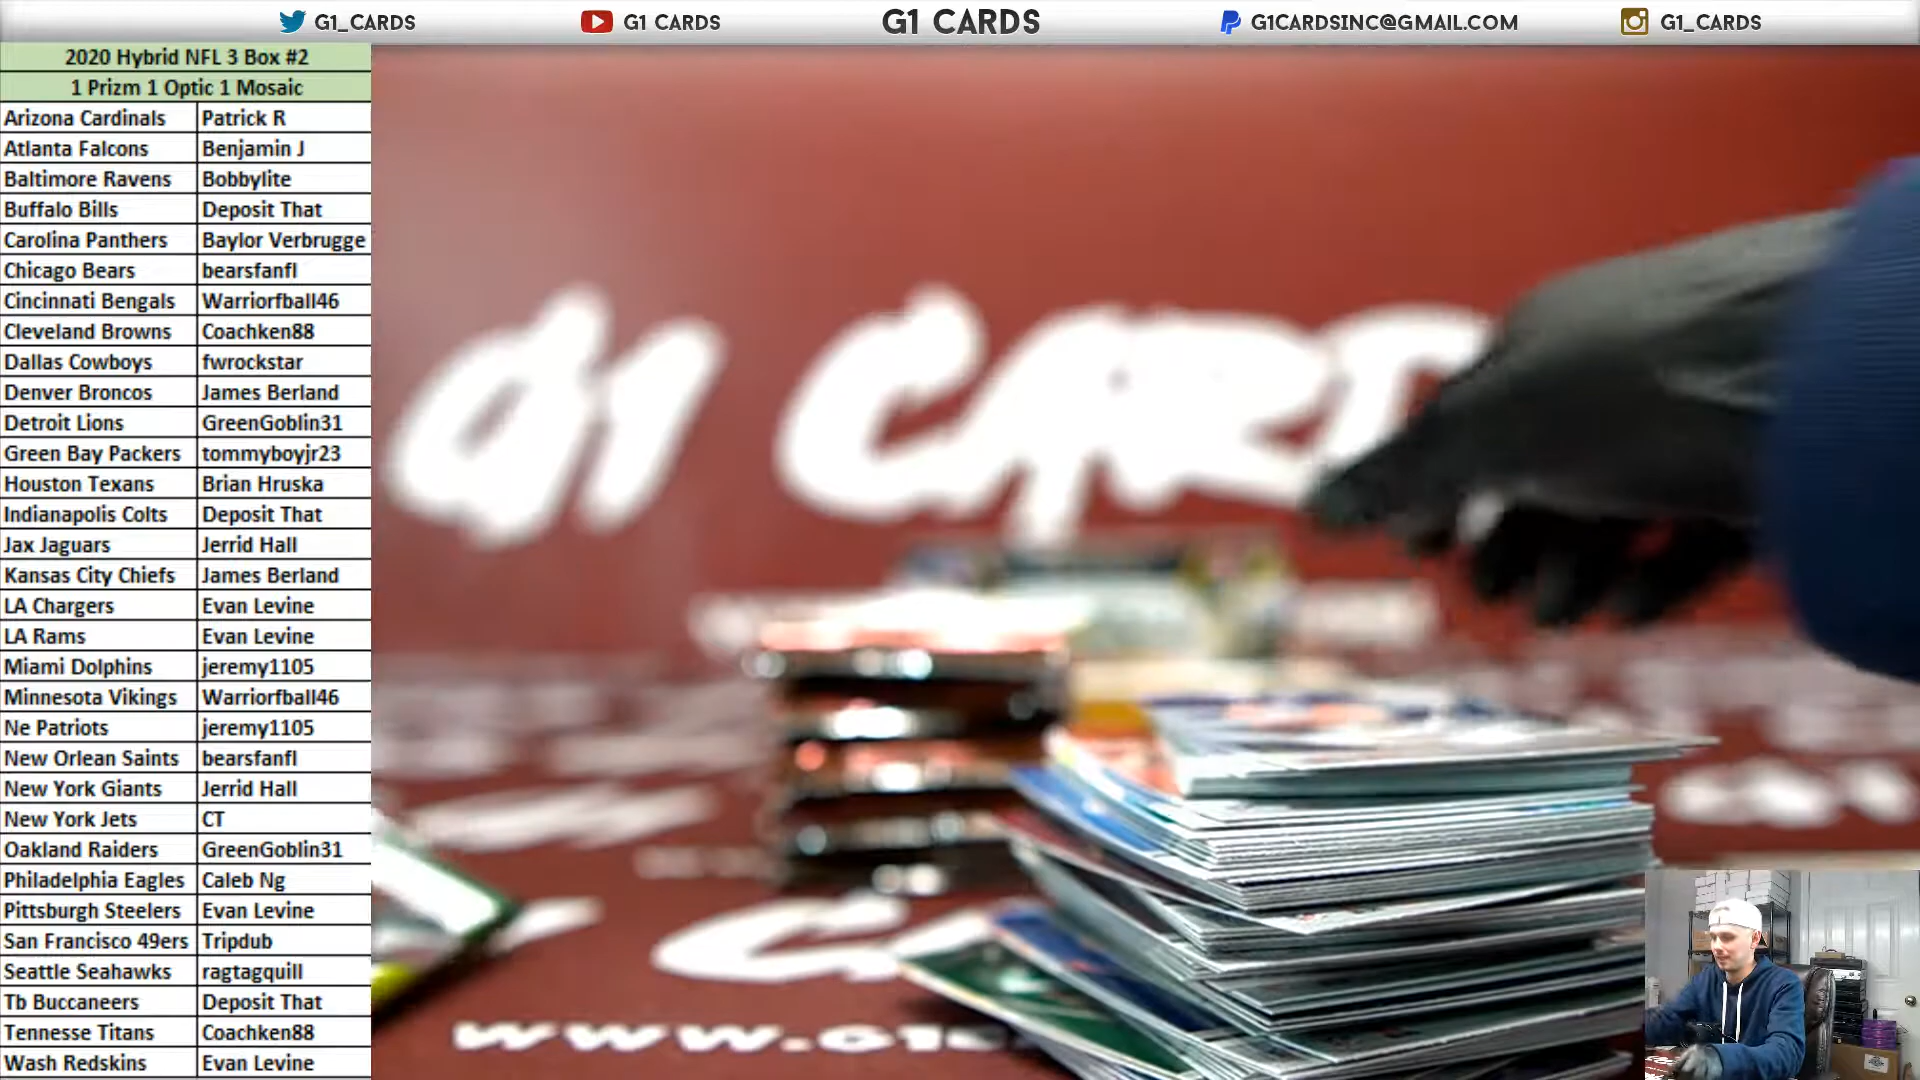 G1_CARDS G1 CARDS G1 CARDS G1CARDSINC@GMAIL.COM G1_CARDS
2020 Hybrid NFL 3 Box #2
1 Prizm 1 Optic 1 Mosaic
Arizona Cardinals Patrick R
Atlanta Falcons Benjamin J
Baltimore Ravens Bobbylite
Buffalo Bills Deposit That
Carolina Panthers Baylor Verbrugge
Chicago Bears bearsfanfl
Cincinnati Bengals Warriorfball46
Cleveland Browns Coachken88
Dallas Cowboys fwrockstar
Denver Broncos James Berland
Detroit Lions GreenGoblin31
Green Bay Packers tommyboyjr23
Houston Texans Brian Hruska
Indianapolis Colts Deposit That
Jax Jaguars Jerrid Hall
Kansas City Chiefs James Berland
LA Chargers Evan Levine
LA Rams Evan Levine
Miami Dolphins jeremy1105
Minnesota Vikings Warriorfball46
Ne Patriots jeremy1105
New Orlean Saints bearsfanfl
New York Giants Jerrid Hall
New York Jets CT
Oakland Raiders GreenGoblin31
Philadelphia Eagles Caleb Ng
Pittsburgh Steelers Evan Levine
San Francisco 49ers Tripdub
Seattle Seahawks ragtagquill
Tb Buccaneers Deposit That
Tennesse Titans Coachken88
Wash Redskins Evan Levine
G1 CARD